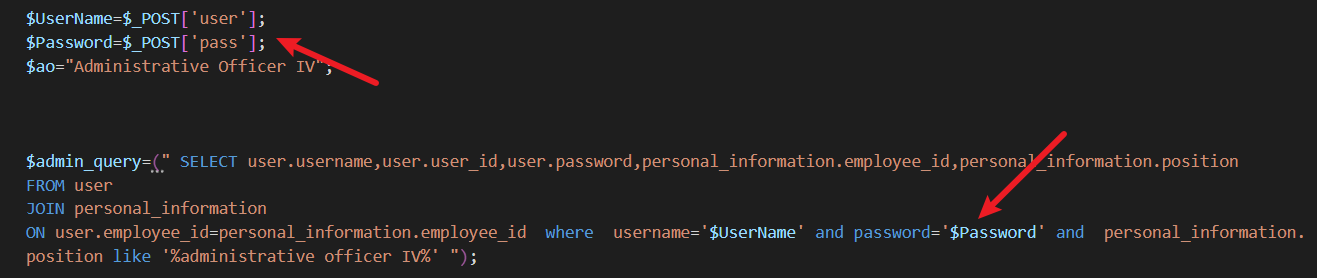 $UserName=$_POST['user'];
$Password=$_POST['pass'];
$ao="Administrative Officer IV";
$admin_query=(" SELECT user.username,user.user_id,user.password,personal_information.employee_id,personal_information.position
FROM user
JOIN personal_information
ON user.employee_id=personal_information.employee_id  where  username='$UserName' and password='$Password' and  personal_information.
position like '%administrative officer IV%' ");